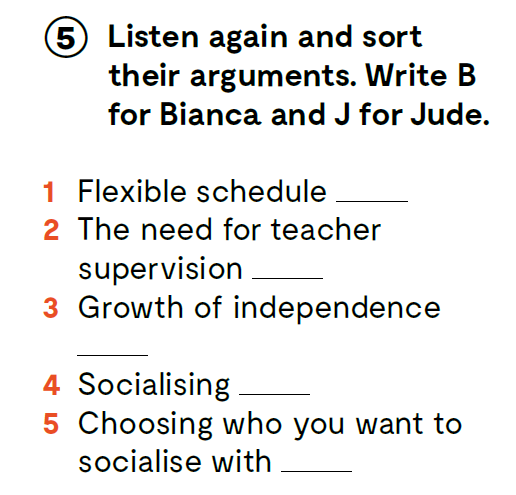 5 Listen again and sort
their arguments. Write B
for Bianca and J for Jude.
1 Flexible schedule _____
2 The need for teacher
supervision _____
3 Growth of independence
_____
4 Socialising _____
5 Choosing who you want to
socialise with _____